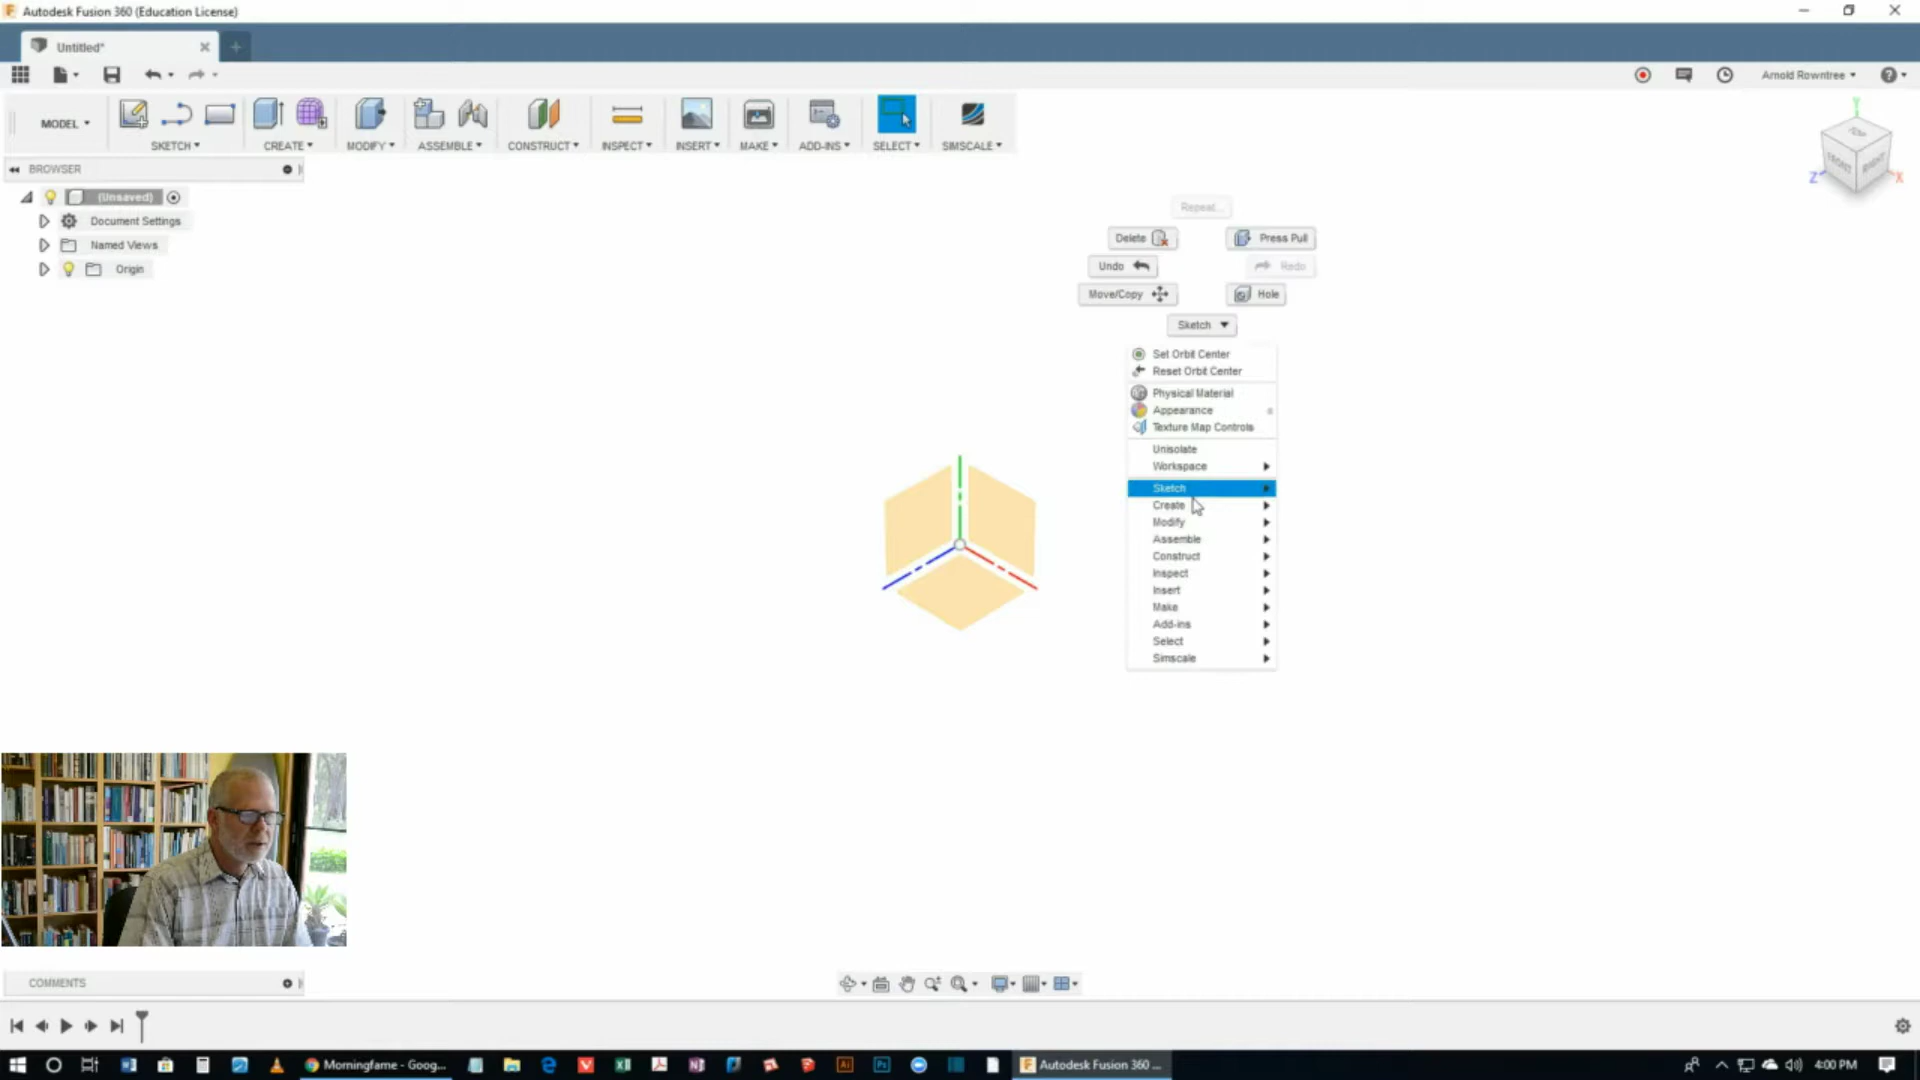 Autodesk Fusion 360 (Education License)
Untitled*
Arnold Rowntree
MODEL
SKETCH
CREATE
MODIFY
ASSEMBLE
CONSTRUCT
INSPECT
INSERT
MAKE
ADD-INS
SELECT
SIMSCALE
BROWSER
(Unsaved)
Document Settings
Named Views
Origin
Y
TOP
FRONT
RIGHT
Z
X
Repeat...
Delete
Press Pull
Undo
Redo
Move/Copy
Hole
Sketch
Set Orbit Center
Reset Orbit Center
Physical Material
Appearance
a
Texture Map Controls
Unisolate
Workspace
Sketch
Create
Modify
Assemble
Construct
Inspect
Insert
Make
Add-ins
Select
Simscale
COMMENTS
Morningfame - Goog...
Autodesk Fusion 360 ...
4:00 PM